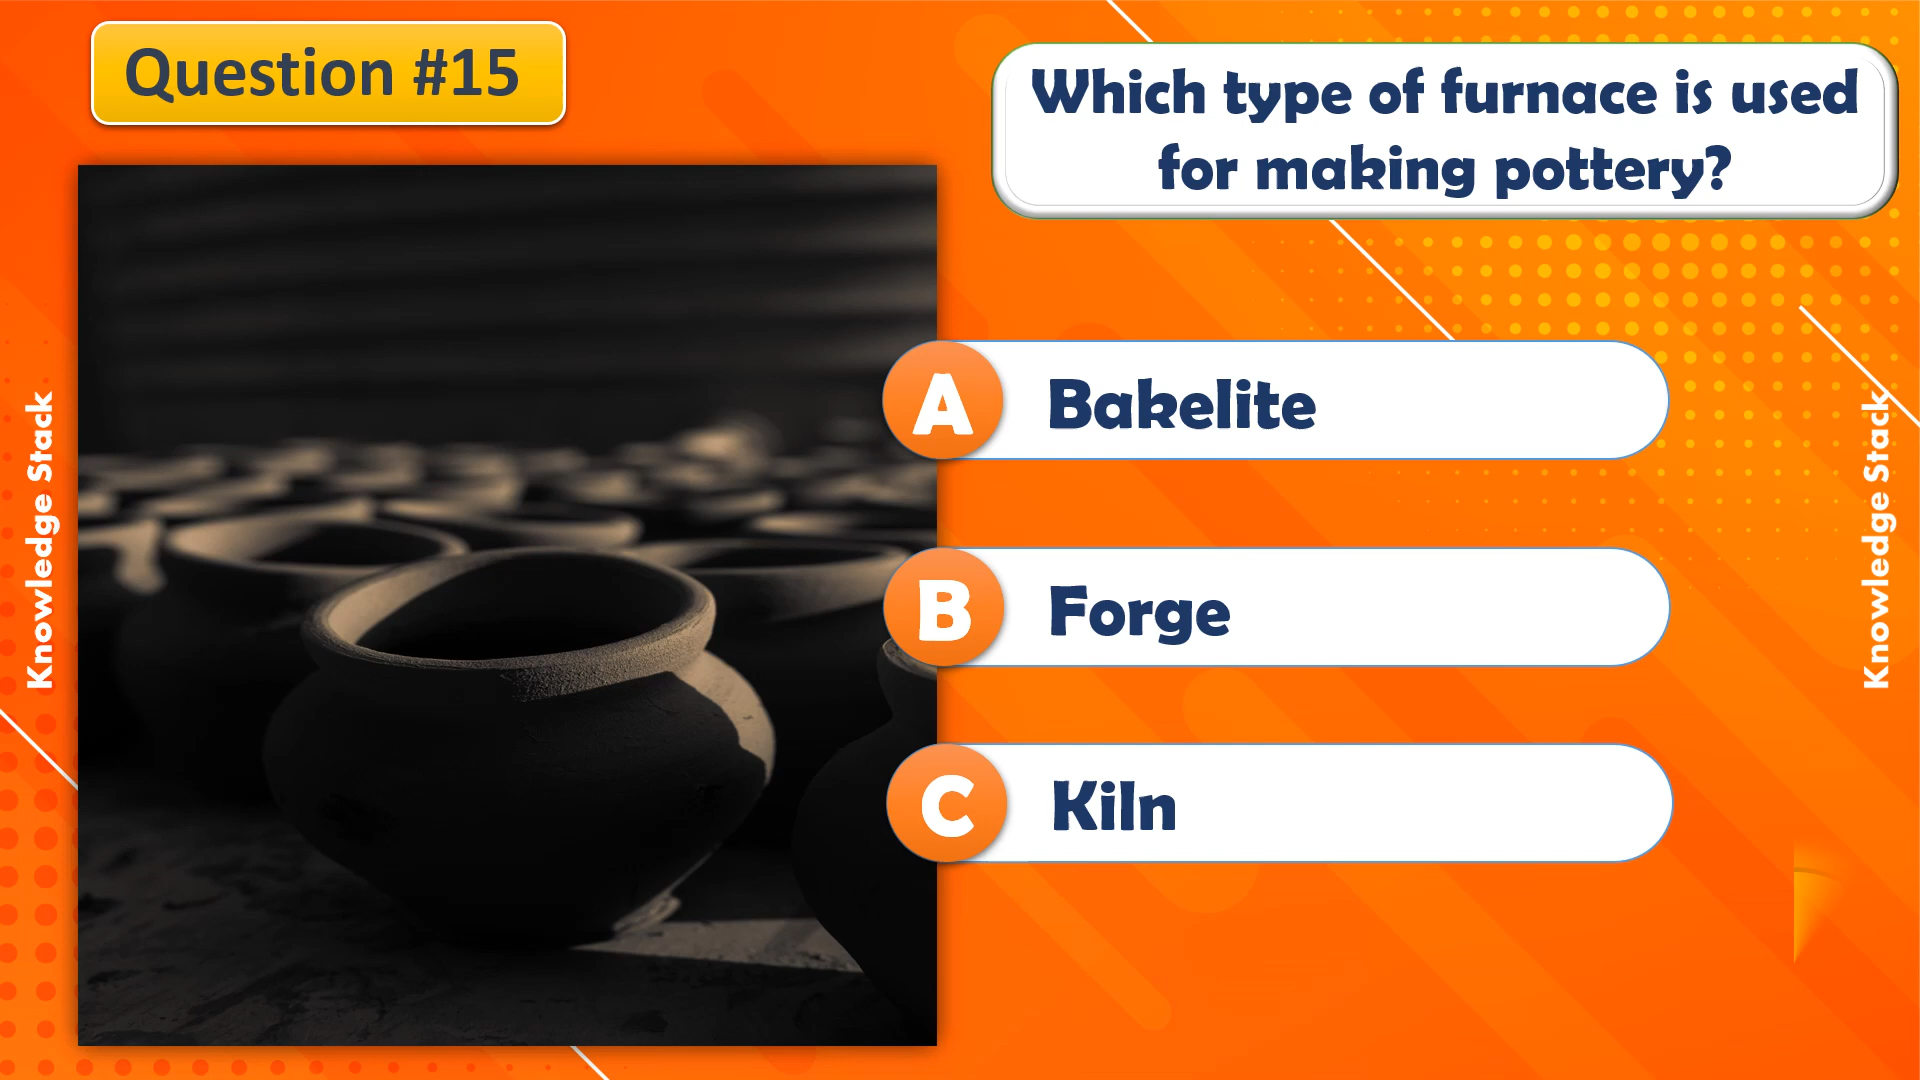 Question #15
Which type of furnace is used
for making pottery?
A Bakelite
B Forge
C Kiln
Knowledge Stack
Knowledge Stack